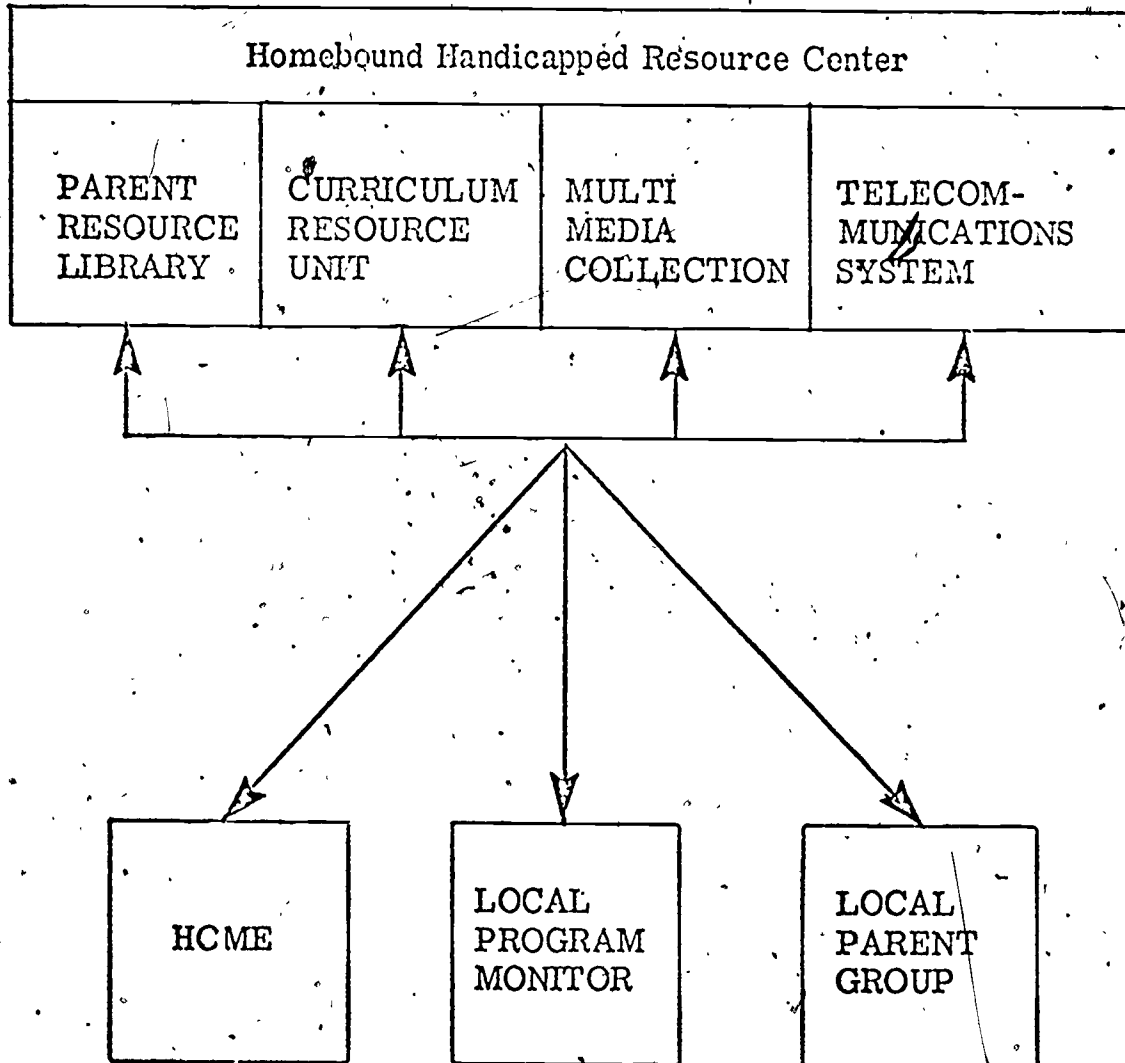 Homebound Handicapped Resource Center
PARENT
RESOURCE
LIBRARY
CURRICULUM
RESOURCE
UNIT
MULTI
MEDIA
COLLECTION
TELECOM-
MUNICATIONS
SYSTEM
HOME
LOCAL
PROGRAM
MONITOR
LOCAL
PARENT
GROUP